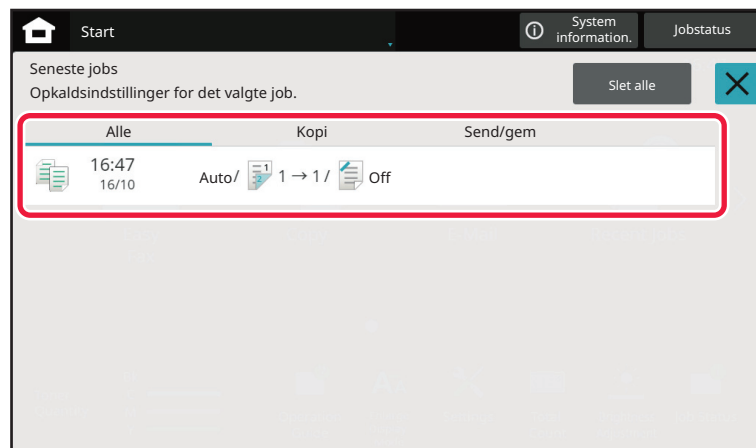 Start
System
information.
Jobstatus
Seneste jobs
Opkaldsindstillinger for det valgte job.
Slet alle
Alle Kopi Send/gem
16:47
16/10
Auto/ 1 → 1 / Off